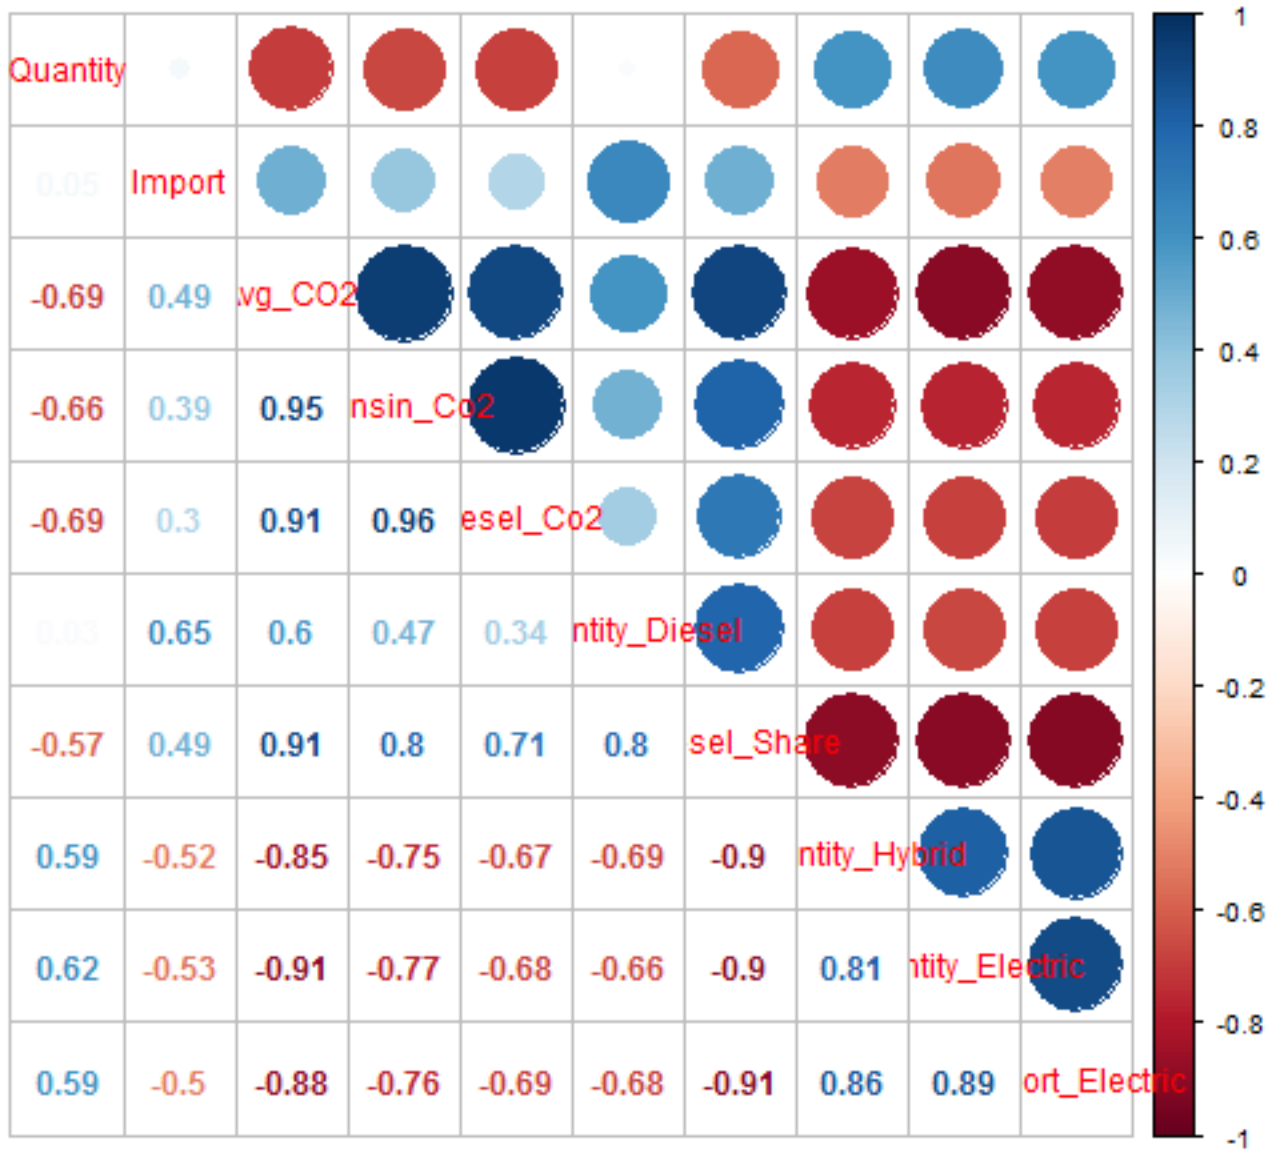 Quantity
0.05 Import
-0.69 0.49 vg_CO2
-0.66 0.39 0.95 nsin_Co2
-0.69 0.3 0.91 0.96 esel_Co2
0.03 0.65 0.6 0.47 0.34 ntity_Diesel
-0.57 0.49 0.91 0.8 0.71 0.8 sel_Share
0.59 -0.52 -0.85 -0.75 -0.67 -0.69 -0.9 ntity_Hybrid
0.62 -0.53 -0.91 -0.77 -0.68 -0.66 -0.9 0.81 ntity_Electric
0.59 -0.5 -0.88 -0.76 -0.69 -0.68 -0.91 0.86 0.89 ort_Electric
1
0.8
0.6
0.4
0.2
0
-0.2
-0.4
-0.6
-0.8
-1